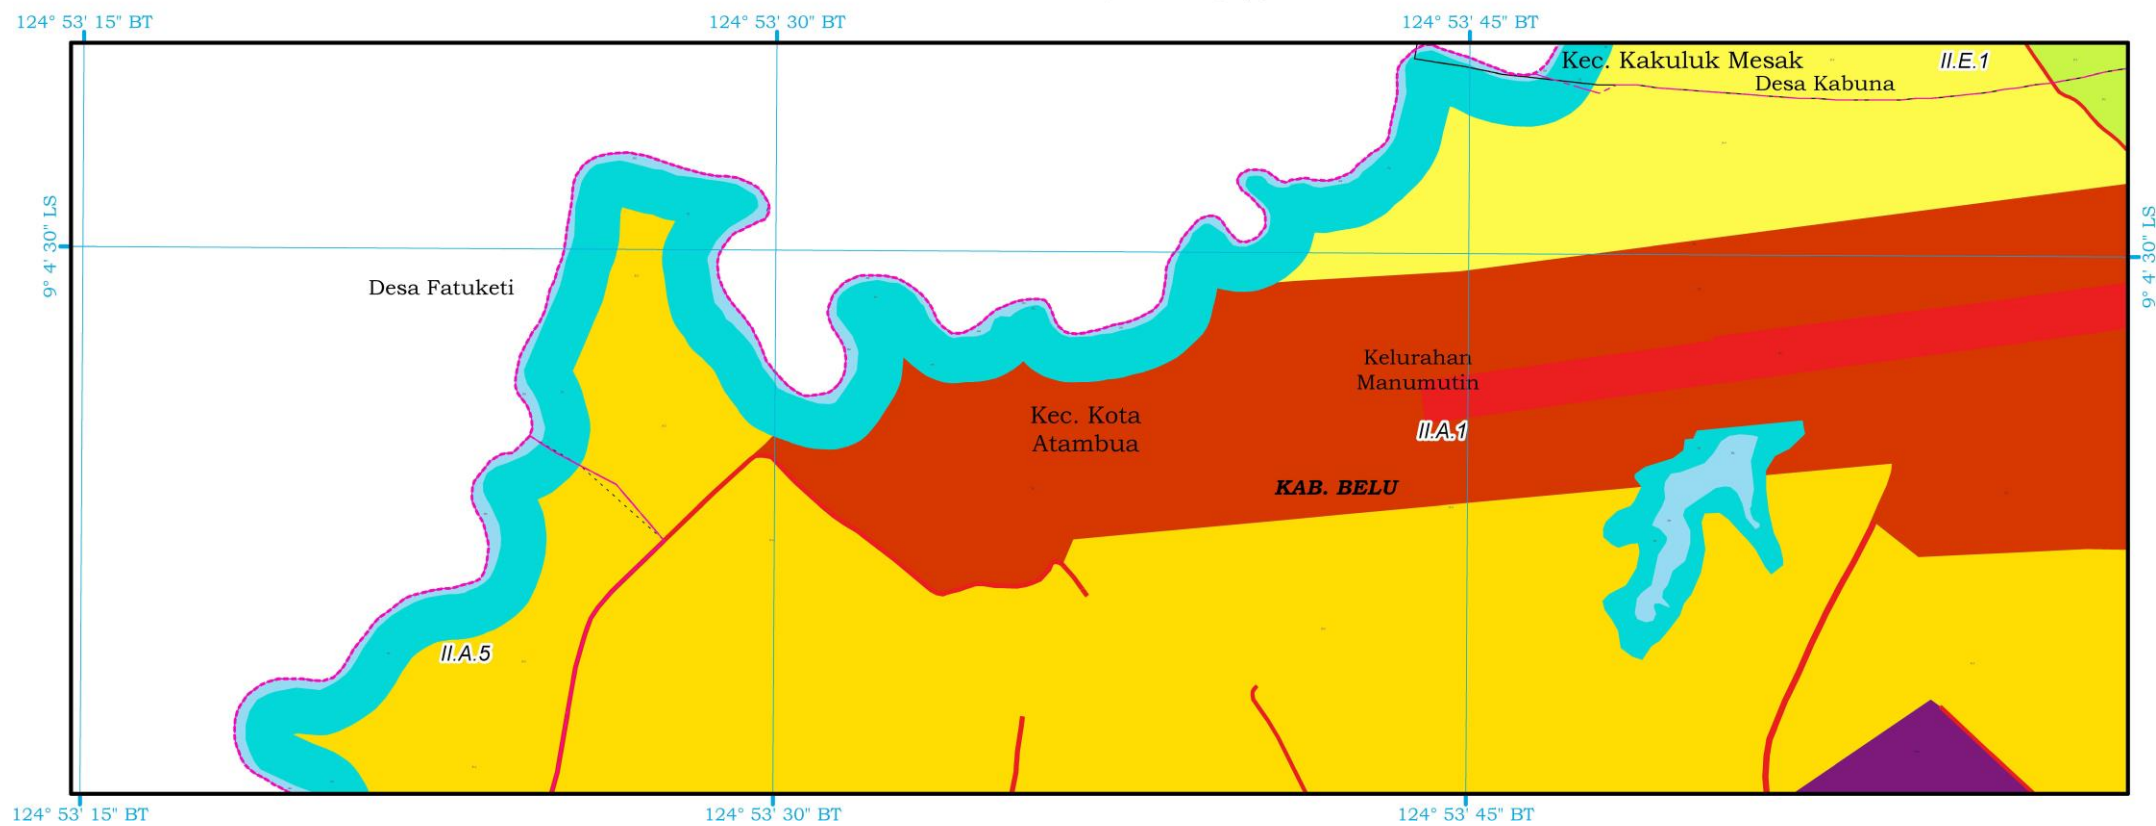 124° 53' 15" BT
124° 53' 30" BT
124° 53' 45" BT
Kec. Kakuluk Mesak
II.E.1
Desa Kabuna
9° 4' 30" LS
9° 4' 30" LS
Desa Fatuketi
Kelurahan
Manumutin
Kec. Kota
Atambua
II.A.1
KAB. BELU
II.A.5
124° 53' 15" BT
124° 53' 30" BT
124° 53' 45" BT